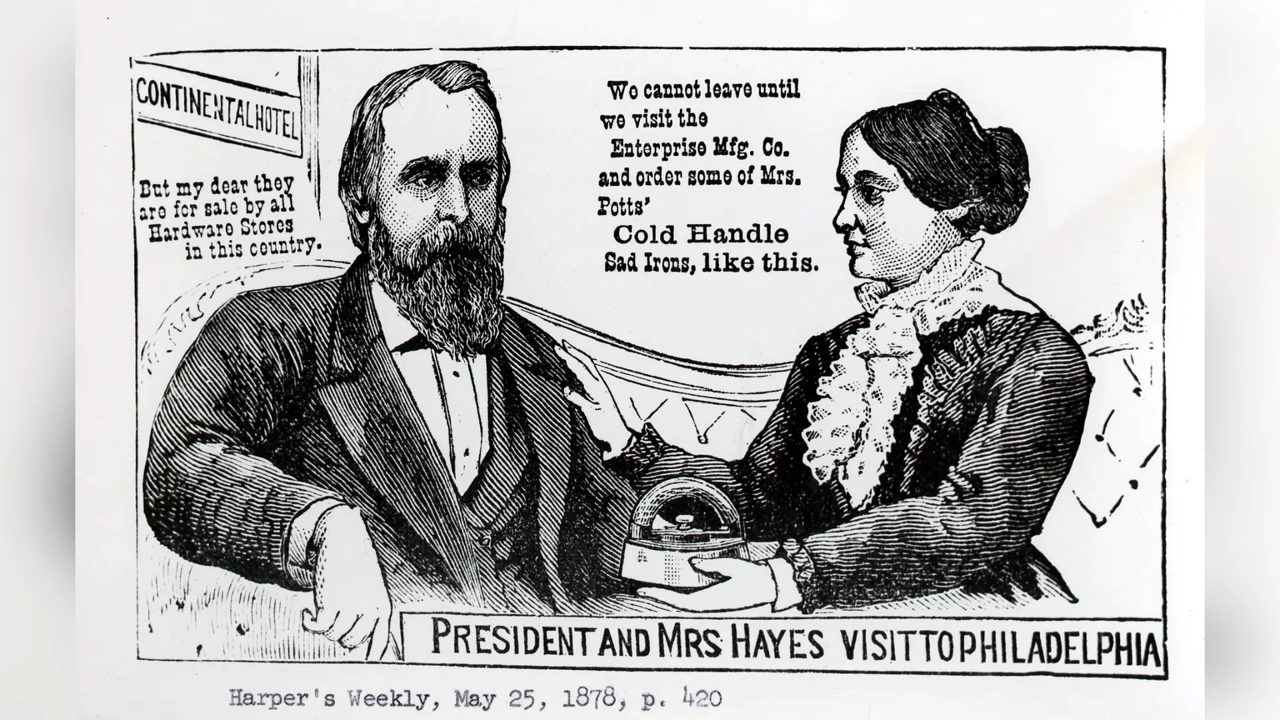 CONTINENTAL HOTEL
But my dear they
are for sale by all
Hardware Stores
in this country.
We cannot leave until
we visit the
Enterprise Mfg. Co.
and order some of Mrs.
Potts'
Cold Handle
Sad Irons, like this.
PRESIDENT AND MRS HAYES VISIT TO PHILADELPHIA
Harper's Weekly, May 25, 1878, p. 420